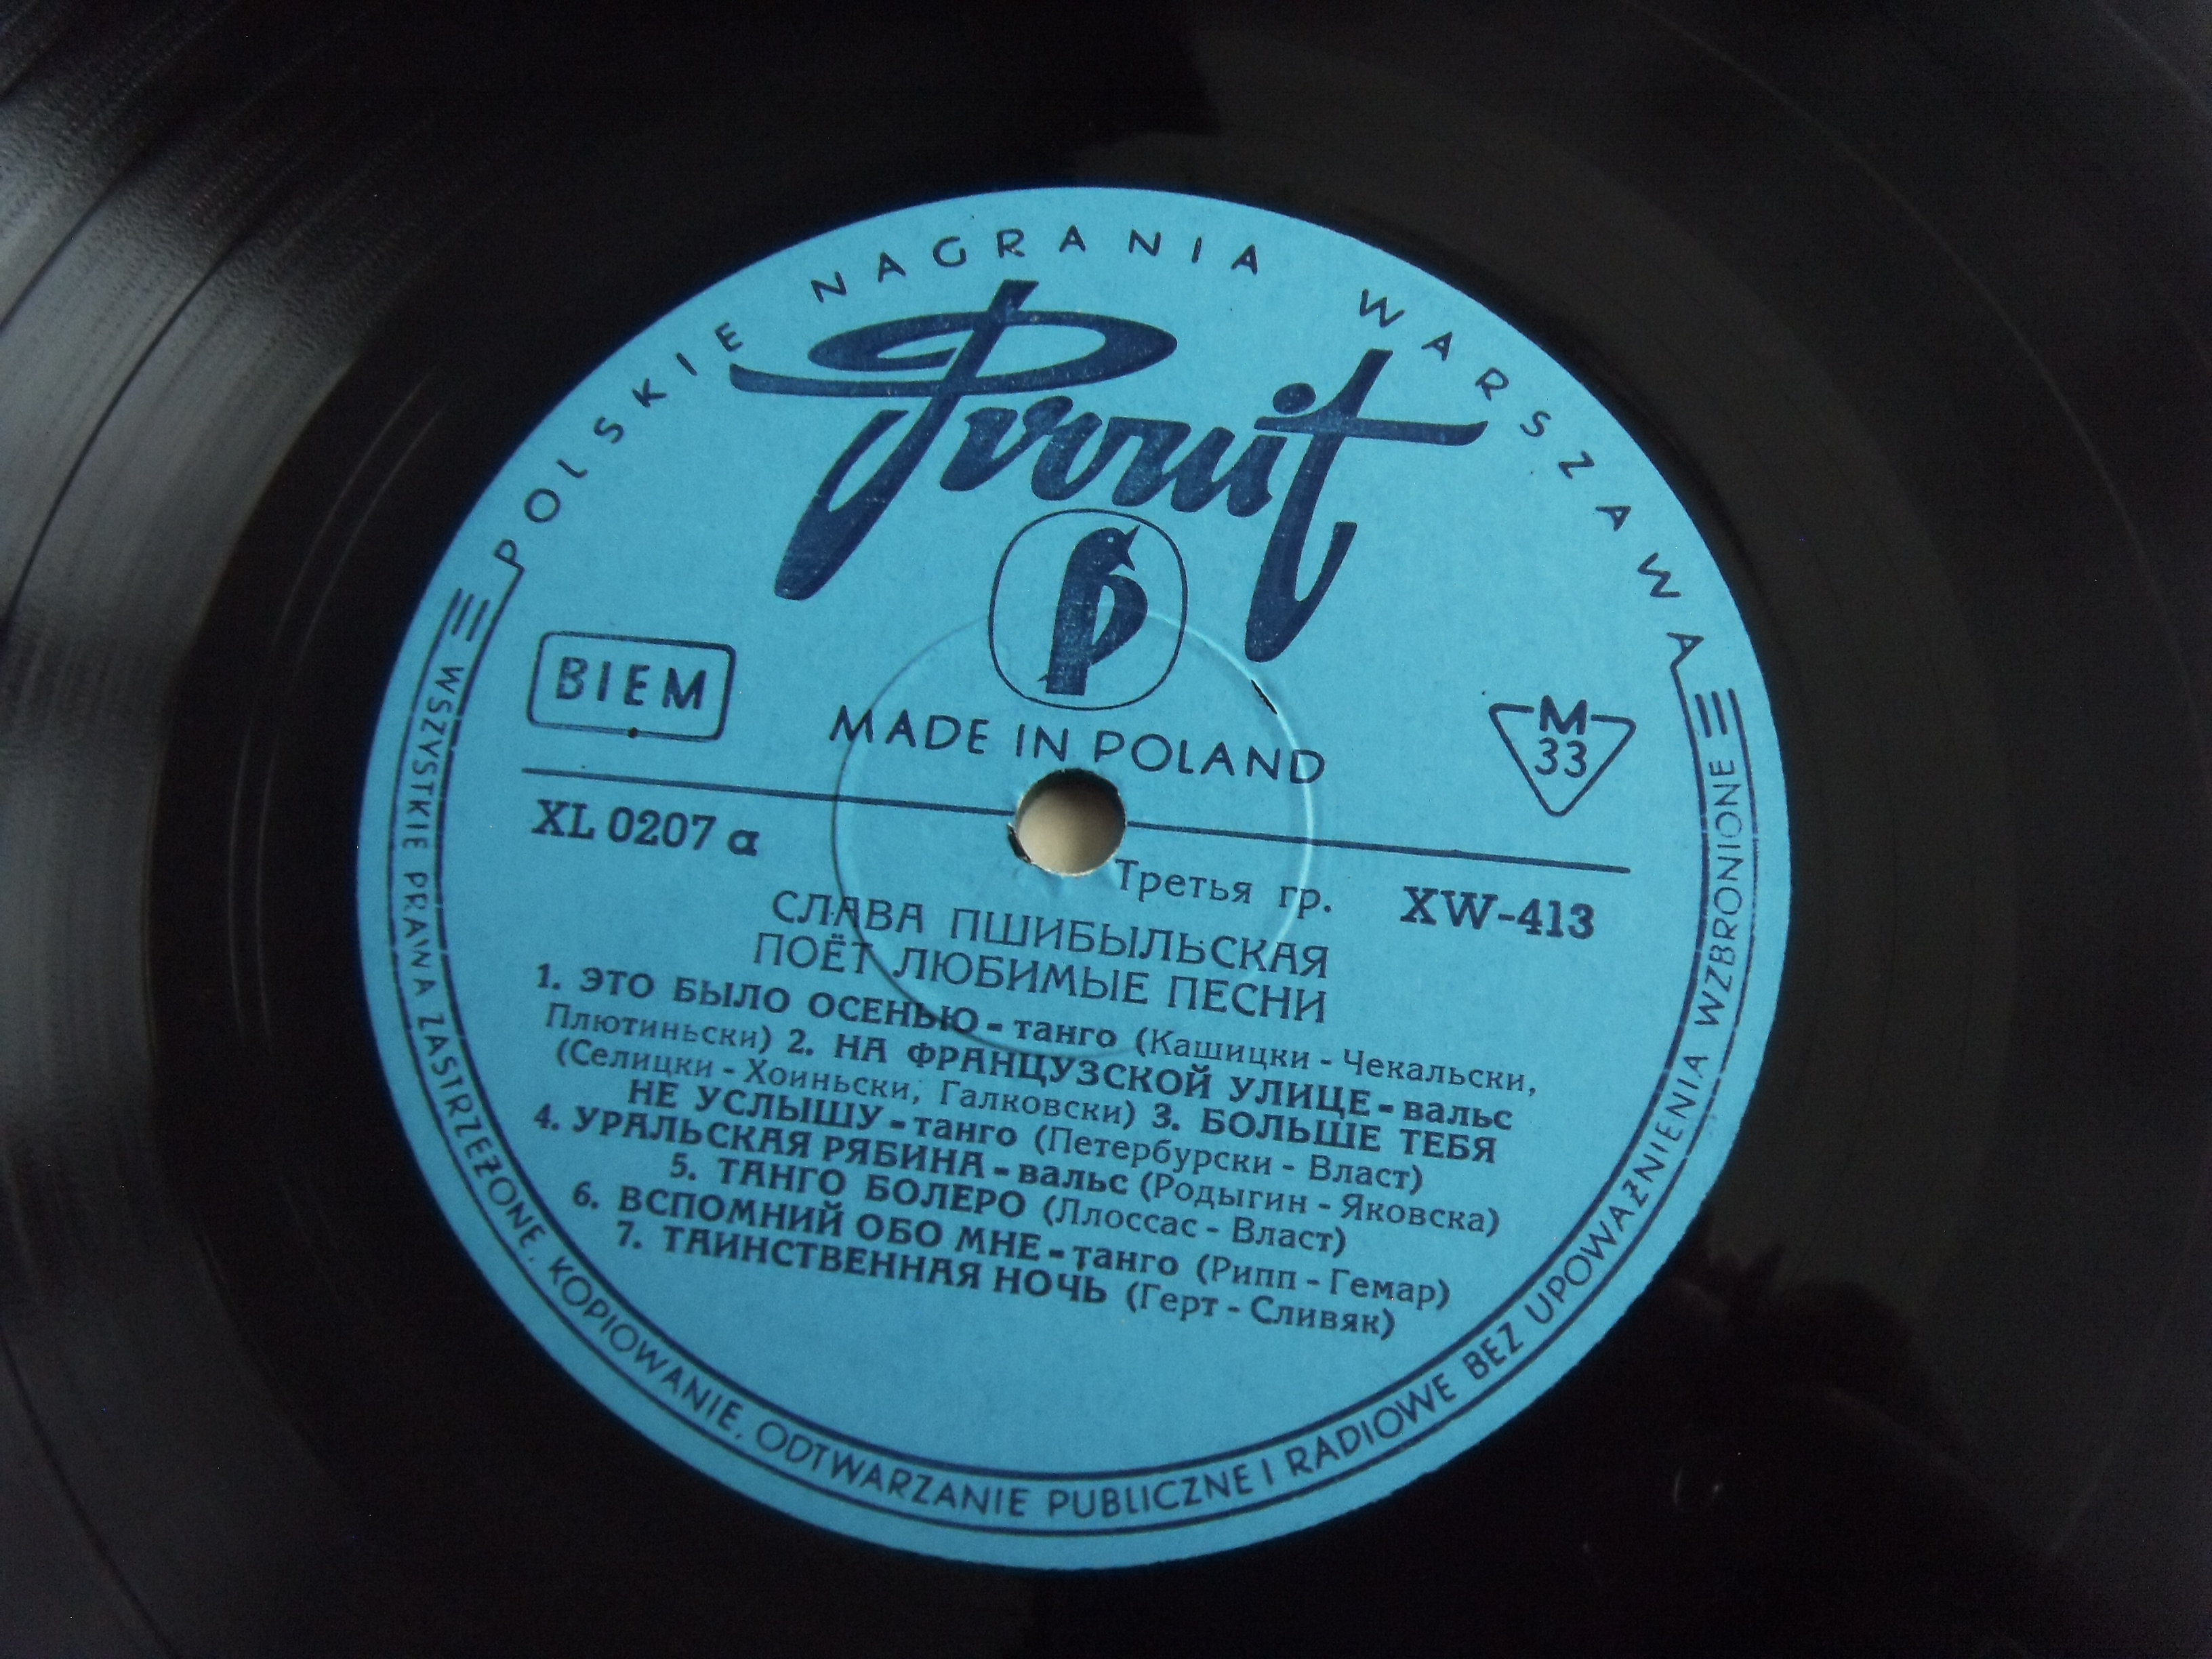 POLSKIE NAGRANIA WARSZAWA
Pronit
BIEM
MADE IN POLAND
M
33
XL 0207 a
Третья гр. XW-413
СЛАВА ПШИБЫЛЬСКАЯ
ПОЁТ ЛЮБИМЫЕ ПЕСНИ
1. ЭТО БЫЛО ОСЕНЬЮ - танго (Кашицки - Чекальски,
Плютиньски) 2. НА ФРАНЦУЗСКОЙ УЛИЦЕ - вальс
(Селицки - Хоиньски, Галковски) 3. БОЛЬШЕ ТЕБЯ
НЕ УСЛЫШУ - танго (Петербурски - Власт)
4. УРАЛЬСКАЯ РЯБИНА - вальс (Родыгин - Яковска)
5. ТАНГО БОЛЕРО (Ллоссас - Власт)
6. ВСПОМНИЙ ОБО МНЕ - танго (Рипп - Гемар)
7. ТАИНСТВЕННАЯ НОЧЬ (Герт - Сливяк)
WSZYSTKIE PRAWA ZASTRZEŻONE. KOPIOWANIE, ODTWARZANIE PUBLICZNE I RADIOWE BEZ UPOWAŻNIENIA WZBRONIONE